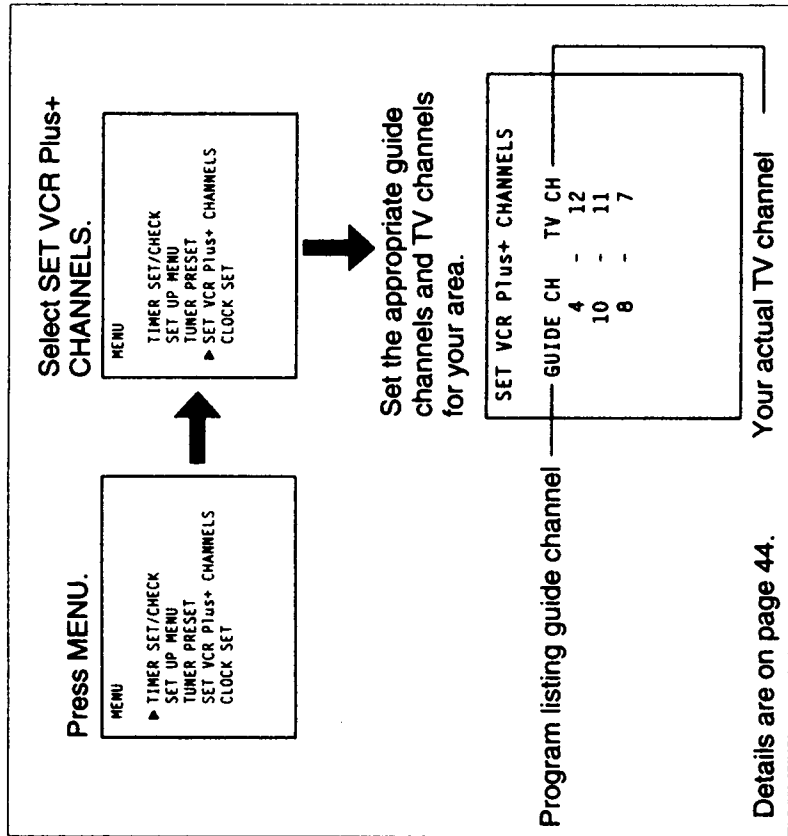 Press MENU.
MENU
▶ TIMER SET/CHECK
SET UP MENU
TUNER PRESET
SET VCR Plus+ CHANNELS
CLOCK SET
Select SET VCR Plus+
CHANNELS.
MENU
TIMER SET/CHECK
SET UP MENU
TUNER PRESET
▶ SET VCR Plus+ CHANNELS
CLOCK SET
Set the appropriate guide
channels and TV channels
for your area.
SET VCR Plus+ CHANNELS
GUIDE CH TV CH
4 - 12
10 - 11
8 - 7
Program listing guide channel
Your actual TV channel
Details are on page 44.